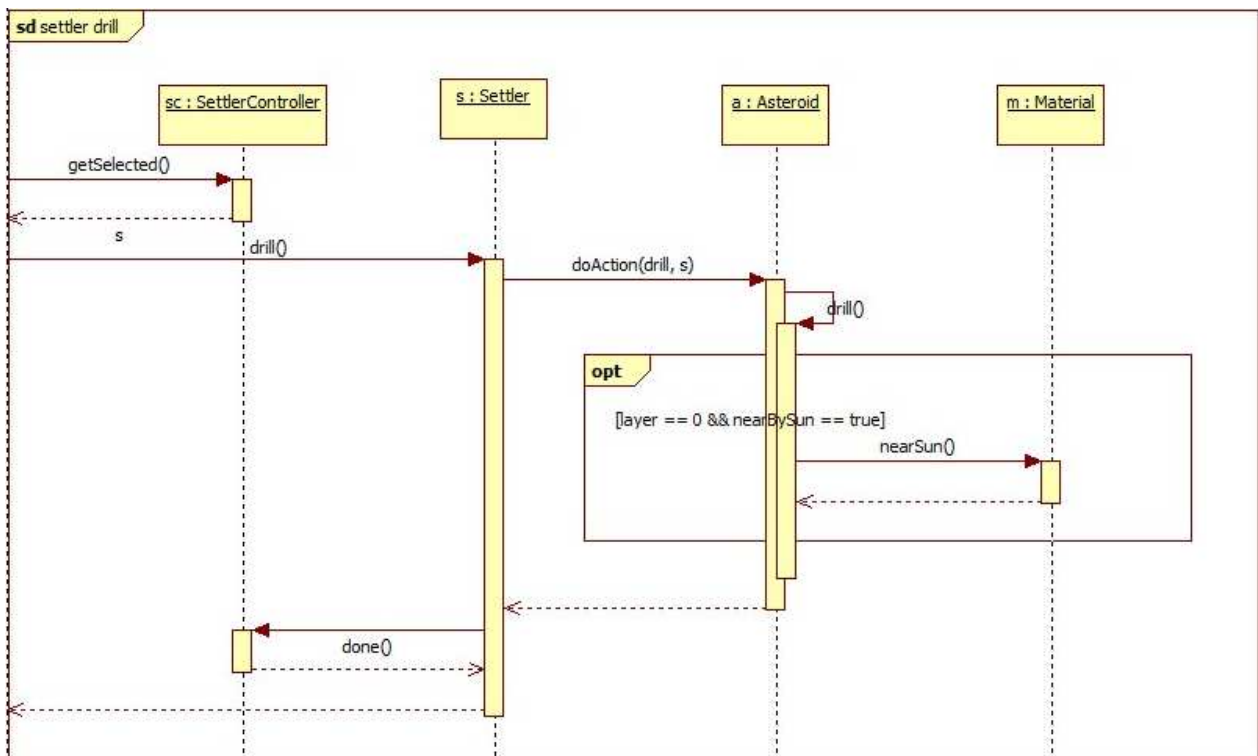 sd settler drill
sc : SettlerController
s : Settler
a : Asteroid
m : Material
getSelected()
s
drill()
doAction(drill, s)
drill()
opt
[layer == 0 && nearBySun == true]
nearSun()
done()